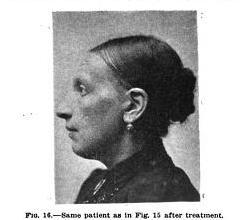 FIG. 16.—Same patient as in Fig. 15 after treatment.